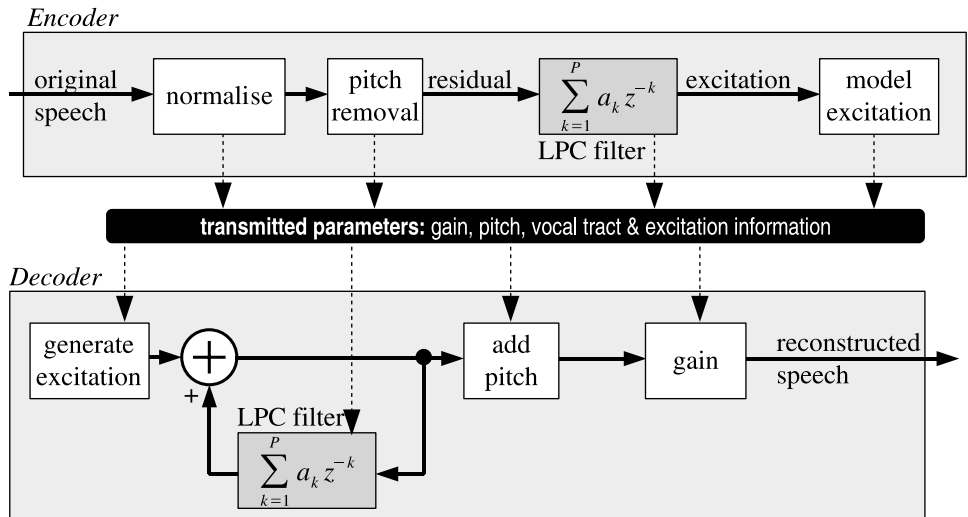 Encoder
original
speech
normalise
pitch
removal
residual
P
∑ a_k z^{-k}
k=1
LPC filter
excitation
model
excitation
transmitted parameters: gain, pitch, vocal tract & excitation information
Decoder
generate
excitation
+
+
LPC filter
P
∑ a_k z^{-k}
k=1
add
pitch
gain
reconstructed
speech